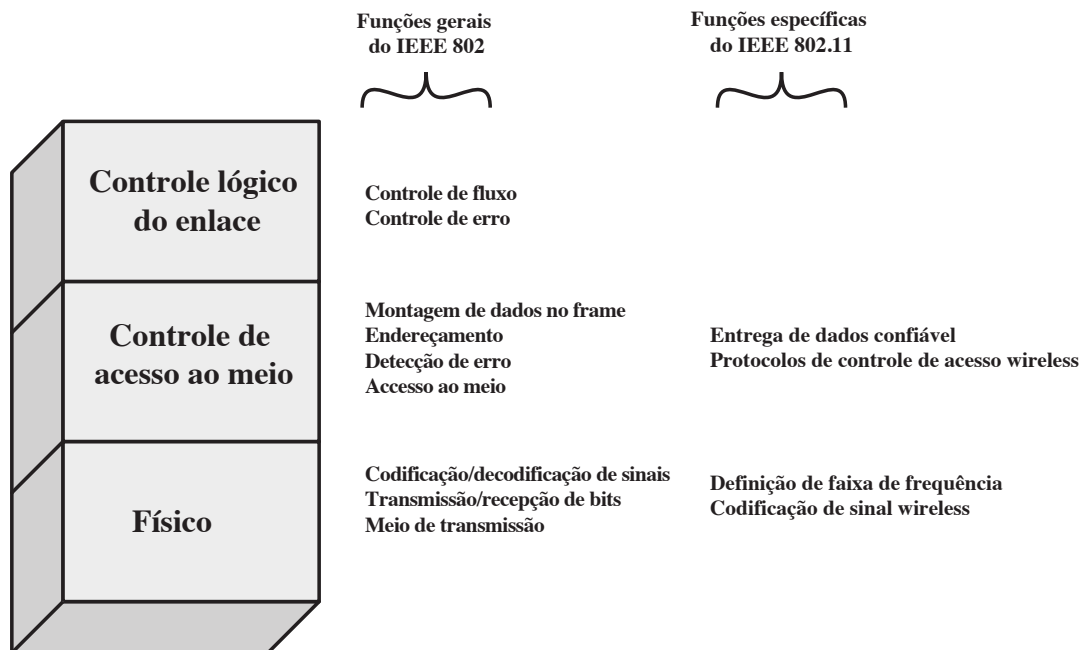 Funções gerais
do IEEE 802
Funções específicas
do IEEE 802.11
Controle lógico
do enlace
Controle de fluxo
Controle de erro
Controle de
acesso ao meio
Montagem de dados no frame
Endereçamento
Detecção de erro
Accesso ao meio
Entrega de dados confiável
Protocolos de controle de acesso wireless
Físico
Codificação/decodificação de sinais
Transmissão/recepção de bits
Meio de transmissão
Definição de faixa de frequência
Codificação de sinal wireless